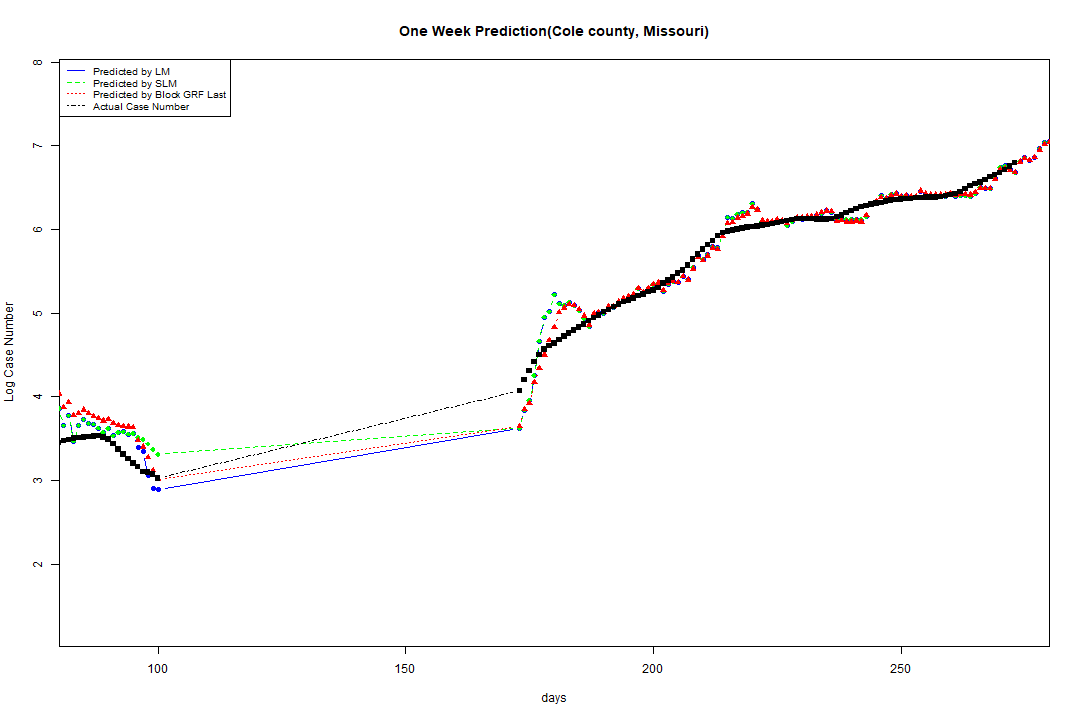 One Week Prediction(Cole county, Missouri)
Predicted by LM
Predicted by SLM
Predicted by Block GRF Last
Actual Case Number
8
7
6
5
4
3
2
Log Case Number
100
150
200
250
days